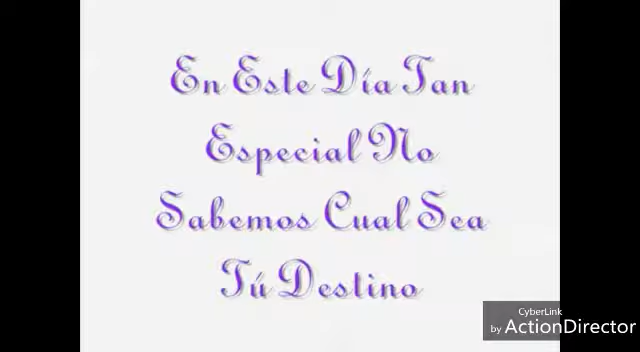 En Este Día Tan
Especial No
Sabemos Cual Sea
Tú Destino
CyberLink
by ActionDirector